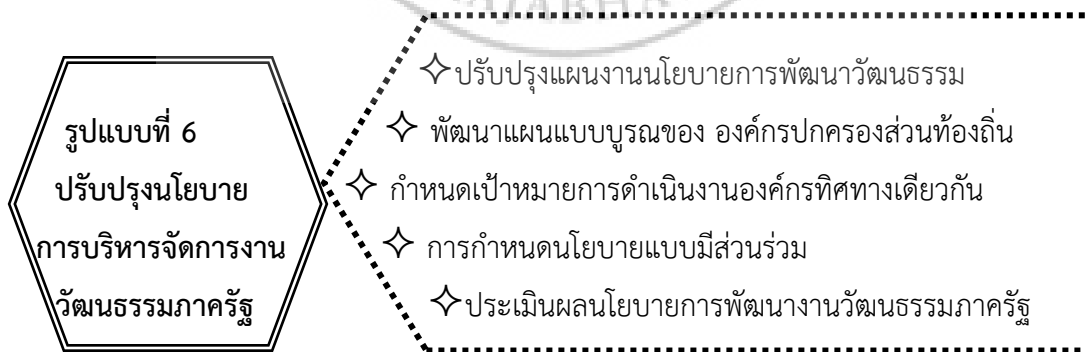 รูปแบบที่ 6
ปรับปรุงนโยบาย
การบริหารจัดการงาน
วัฒนธรรมภาครัฐ
ปรับปรุงแผนงานนโยบายการพัฒนาวัฒนธรรม
พัฒนาแผนแบบบูรณของ องค์กรปกครองส่วนท้องถิ่น
กำหนดเป้าหมายการดำเนินงานองค์กรทิศทางเดียวกัน
การกำหนดนโยบายแบบมีส่วนร่วม
ประเมินผลนโยบายการพัฒนางานวัฒนธรรมภาครัฐ